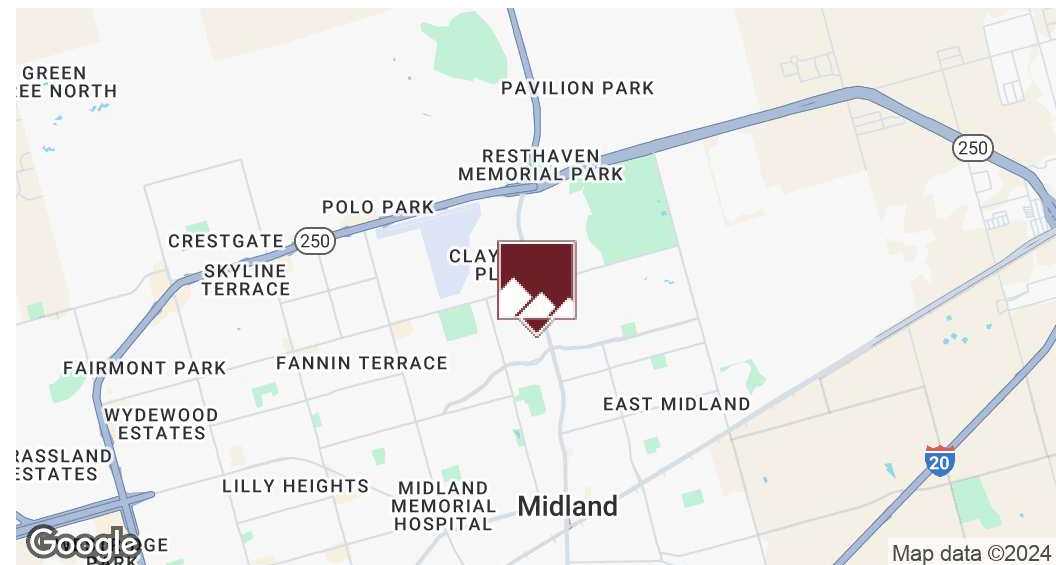 GREEN
EE NORTH
PAVILION PARK
RESTHAVEN
MEMORIAL PARK
250
POLO PARK
CRESTGATE
250
CLAY
PL
SKYLINE
TERRACE
FAIRMONT PARK
FANNIN TERRACE
WYDEWOOD
ESTATES
EAST MIDLAND
RASSLAND
ESTATES
20
LILLY HEIGHTS
MIDLAND
MEMORIAL
HOSPITAL
Midland
Google
PARK
Map data ©2024